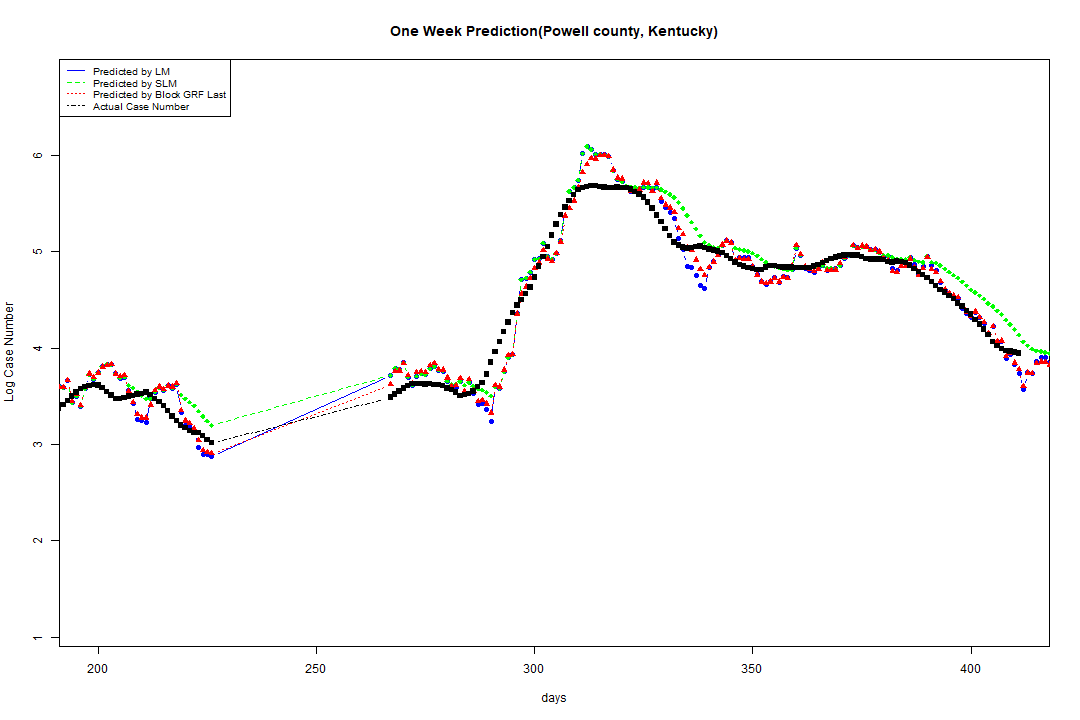 One Week Prediction(Powell county, Kentucky)
Predicted by LM
Predicted by SLM
Predicted by Block GRF Last
Actual Case Number
Log Case Number
6
5
4
3
2
1
200 250 300 350 400
days